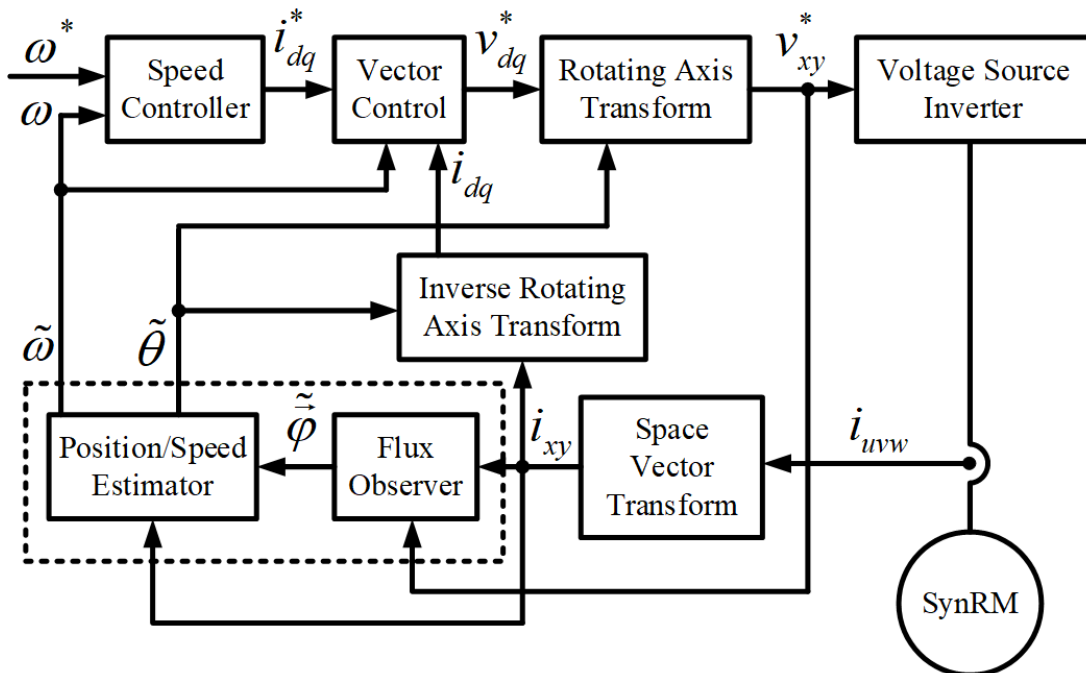 ω*
ω
Speed
Controller
i*dq
Vector
Control
v*dq
Rotating Axis
Transform
v*xy
Voltage Source
Inverter
idq
Inverse Rotating
Axis Transform
ω̃
θ̃
Position/Speed
Estimator
φ⃗̃
Flux
Observer
ixy
Space
Vector
Transform
iuvw
SynRM